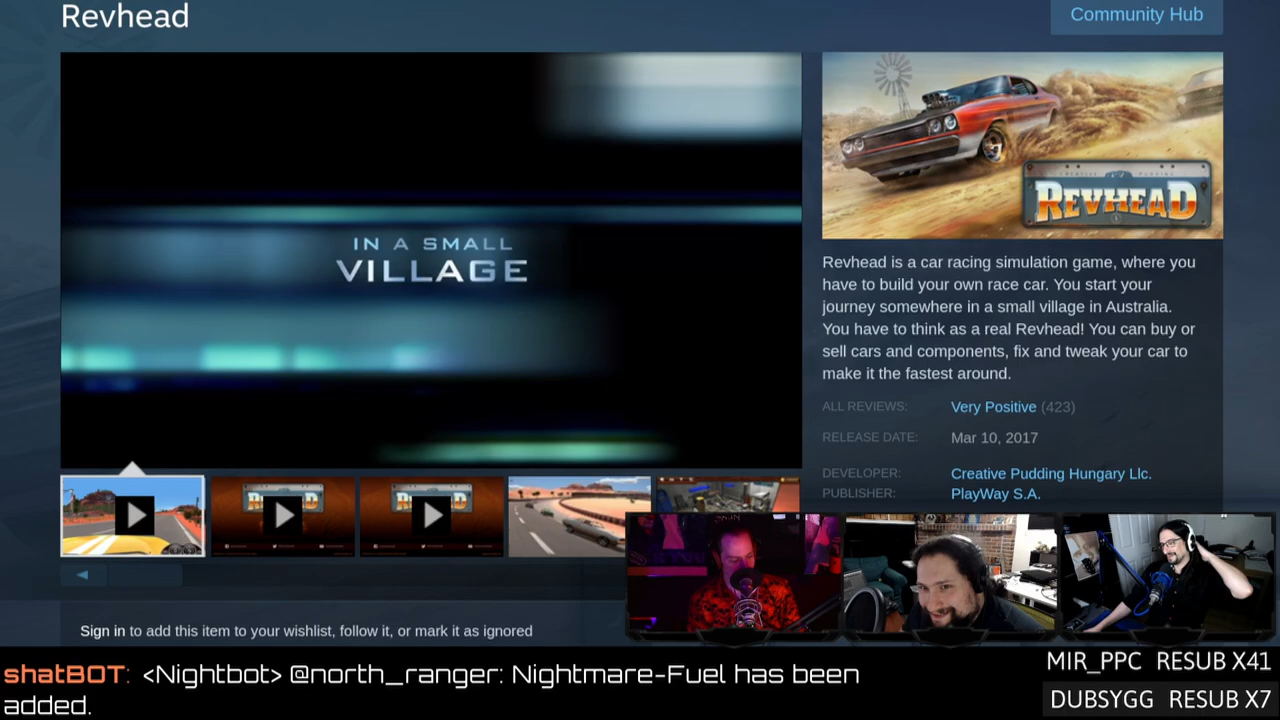 Revhead
Community Hub
IN A SMALL
VILLAGE
CREATIVE PUDDING
REVHEAD
Revhead is a car racing simulation game, where you
have to build your own race car. You start your
journey somewhere in a small village in Australia.
You have to think as a real Revhead! You can buy or
sell cars and components, fix and tweak your car to
make it the fastest around.
ALL REVIEWS: Very Positive (423)
RELEASE DATE: Mar 10, 2017
DEVELOPER: Creative Pudding Hungary Llc.
PUBLISHER: PlayWay S.A.
Sign in to add this item to your wishlist, follow it, or mark it as ignored
shatBOT: <Nightbot> @north_ranger: Nightmare-Fuel has been
added.
MIR_PPC RESUB X41
DUBSYGG RESUB X7